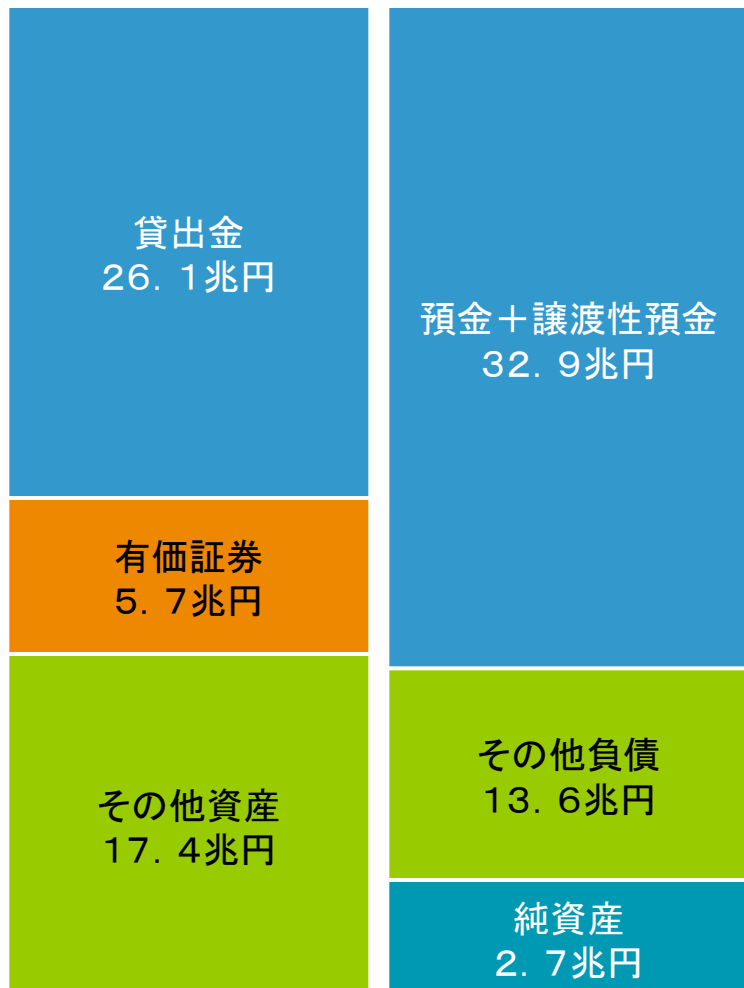 貸出金
26．1兆円
有価証券
5．7兆円
その他資産
17．4兆円
預金＋譲渡性預金
32．9兆円
その他負債
13．6兆円
純資産
2．7兆円